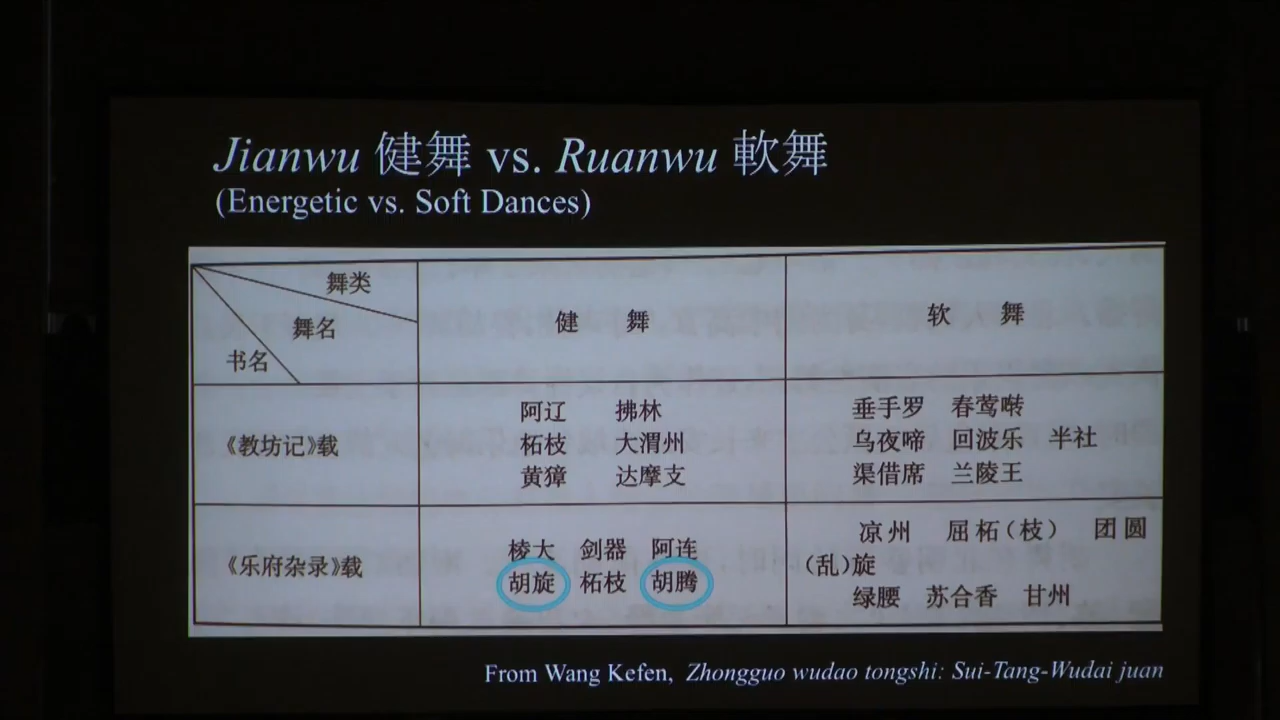 Jianwu 健舞 vs. Ruanwu 軟舞
(Energetic vs. Soft Dances)
舞类
舞名
书名
健 舞
软 舞
《教坊记》载
阿辽 拂林
柘枝 大渭州
黄獐 达摩支
垂手罗 春莺啭
乌夜啼 回波乐 半社
渠借席 兰陵王
《乐府杂录》载
棱大 剑器 阿连
胡旋 柘枝 胡腾
凉州 屈柘(枝) 团圆
(乱)旋
绿腰 苏合香 甘州
From Wang Kefen, Zhongguo wudao tongshi: Sui-Tang-Wudai juan